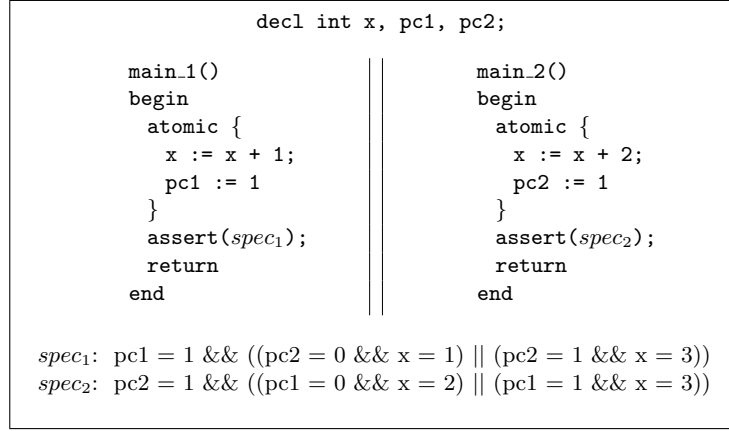 decl int x, pc1, pc2;
main_1() main_2()
begin begin
atomic { atomic {
x := x + 1; x := x + 2;
pc1 := 1 pc2 := 1
} }
assert(spec₁); assert(spec₂);
return return
end end
spec₁: pc1 = 1 && ((pc2 = 0 && x = 1) || (pc2 = 1 && x = 3))
spec₂: pc2 = 1 && ((pc1 = 0 && x = 2) || (pc1 = 1 && x = 3))